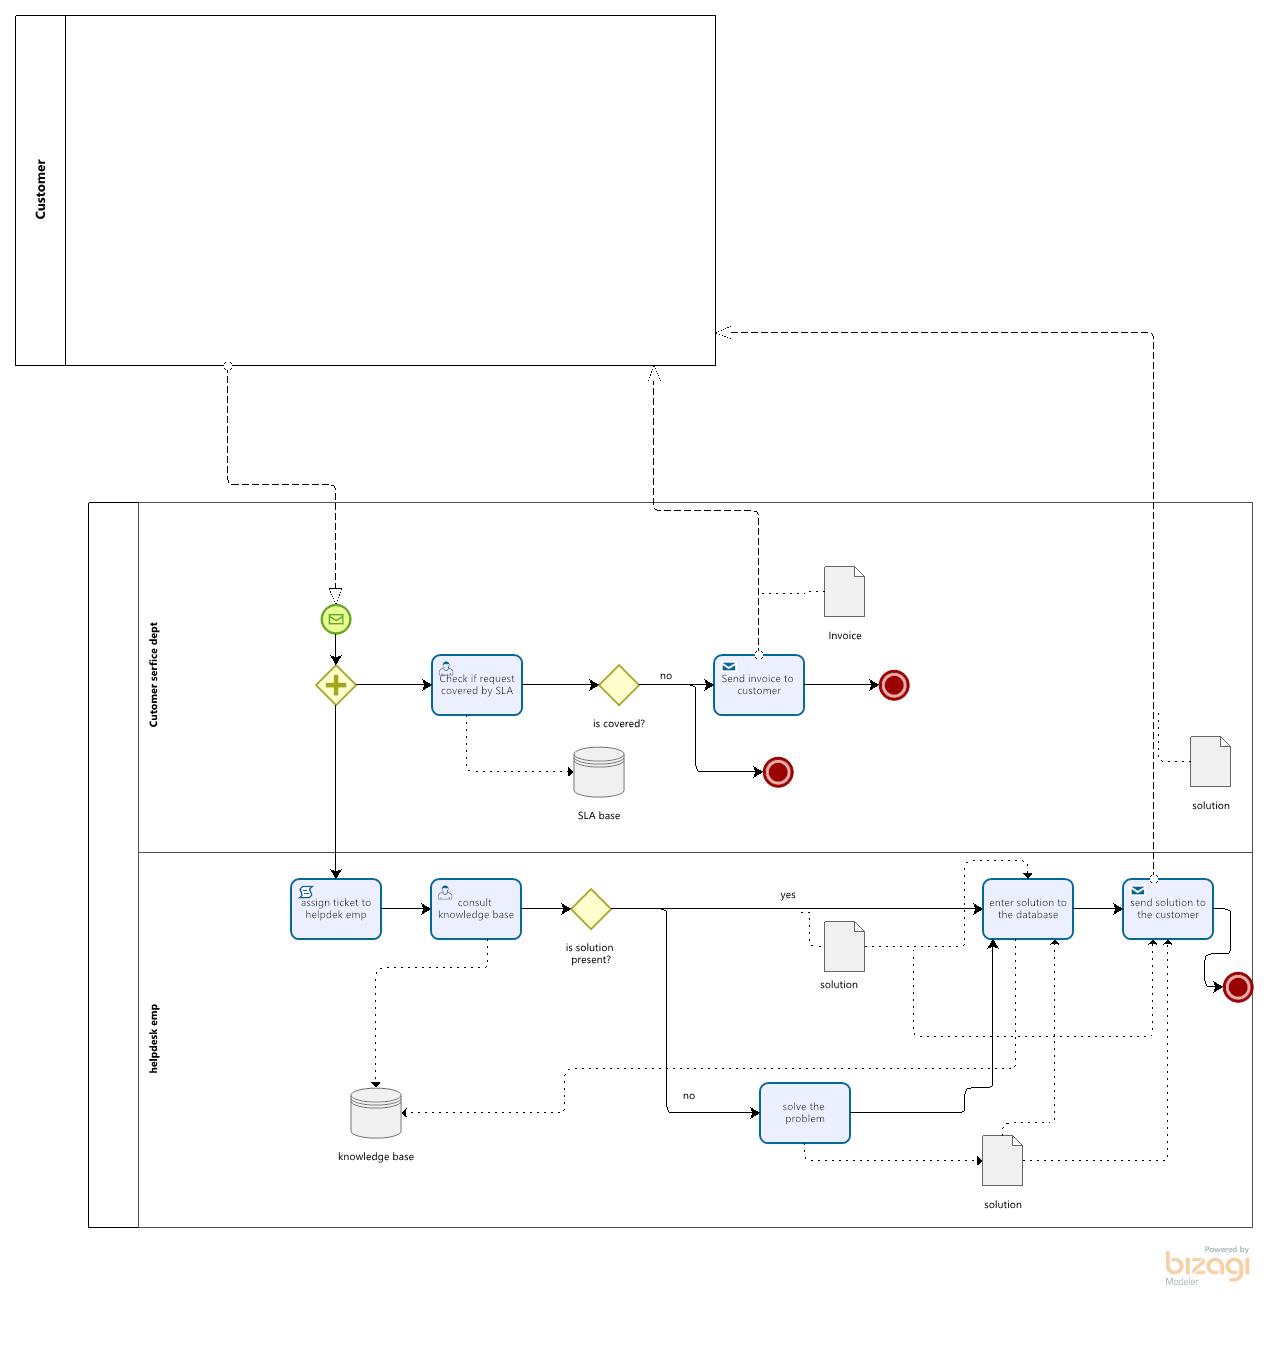 Customer
Cutomer serfice dept
Invoice
Check if request
covered by SLA
no
Send invoice to
customer
is covered?
SLA base
solution
helpdesk emp
assign ticket to
helpdek emp
consult
knowledge base
yes
enter solution to
the database
send solution to
the customer
is solution
present?
solution
no
solve the
problem
knowledge base
solution
Powered by
bizagi
Modeler